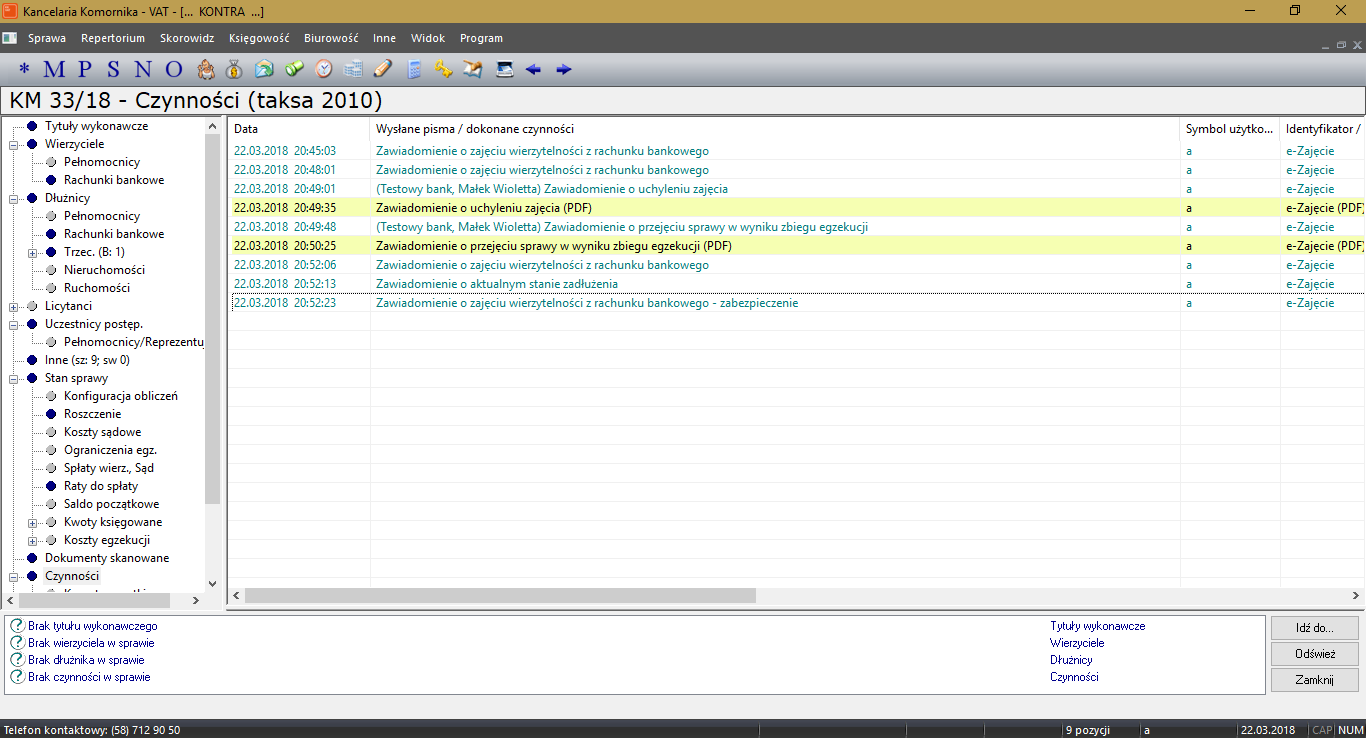 Kancelaria Komornika - VAT - [... KONTRA ...]
Sprawa Repertorium Skorowidz Księgowość Biurowość Inne Widok Program
* M P S N O
KM 33/18 - Czynności (taksa 2010)
Tytuły wykonawcze
Wierzyciele
Pełnomocnicy
Rachunki bankowe
Dłużnicy
Pełnomocnicy
Rachunki bankowe
Trzec. (B: 1)
Nieruchomości
Ruchomości
Licytanci
Uczestnicy postęp.
Pełnomocnicy/Reprezentu
Inne (sz: 9; sw 0)
Stan sprawy
Konfiguracja obliczeń
Roszczenie
Koszty sądowe
Ograniczenia egz.
Spłaty wierz., Sąd
Raty do spłaty
Saldo początkowe
Kwoty księgowane
Koszty egzekucji
Dokumenty skanowane
Czynności
Data Wysłane pisma / dokonane czynności Symbol użytko... Identyfikator /
22.03.2018 20:45:03 Zawiadomienie o zajęciu wierzytelności z rachunku bankowego a e-Zajęcie
22.03.2018 20:48:01 Zawiadomienie o zajęciu wierzytelności z rachunku bankowego a e-Zajęcie
22.03.2018 20:49:01 (Testowy bank, Małek Wioletta) Zawiadomienie o uchyleniu zajęcia a e-Zajęcie
22.03.2018 20:49:35 Zawiadomienie o uchyleniu zajęcia (PDF) a e-Zajęcie (PDF)
22.03.2018 20:49:48 (Testowy bank, Małek Wioletta) Zawiadomienie o przejęciu sprawy w wyniku zbiegu egzekucji a e-Zajęcie
22.03.2018 20:50:25 Zawiadomienie o przejęciu sprawy w wyniku zbiegu egzekucji (PDF) a e-Zajęcie (PDF)
22.03.2018 20:52:06 Zawiadomienie o zajęciu wierzytelności z rachunku bankowego a e-Zajęcie
22.03.2018 20:52:13 Zawiadomienie o aktualnym stanie zadłużenia a e-Zajęcie
22.03.2018 20:52:23 Zawiadomienie o zajęciu wierzytelności z rachunku bankowego - zabezpieczenie a e-Zajęcie
Brak tytułu wykonawczego Tytuły wykonawcze
Brak wierzyciela w sprawie Wierzyciele
Brak dłużnika w sprawie Dłużnicy
Brak czynności w sprawie Czynności
Idź do...
Odśwież
Zamknij
Telefon kontaktowy: (58) 712 90 50 9 pozycji a 22.03.2018 CAP NUM